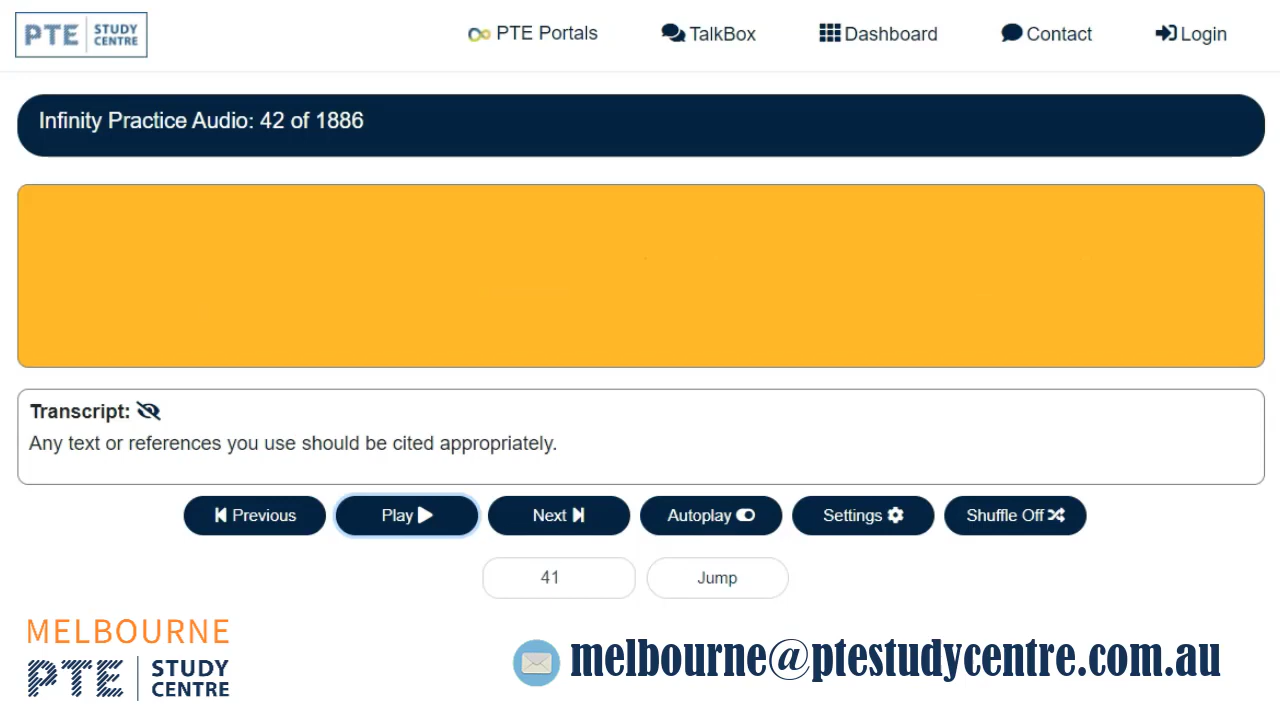 PTE STUDY CENTRE
PTE Portals TalkBox Dashboard Contact Login
Infinity Practice Audio: 42 of 1886
Transcript:
Any text or references you use should be cited appropriately.
Previous Play Next Autoplay Settings Shuffle Off
41 Jump
MELBOURNE
PTE STUDY CENTRE
melbourne@ptestudycentre.com.au